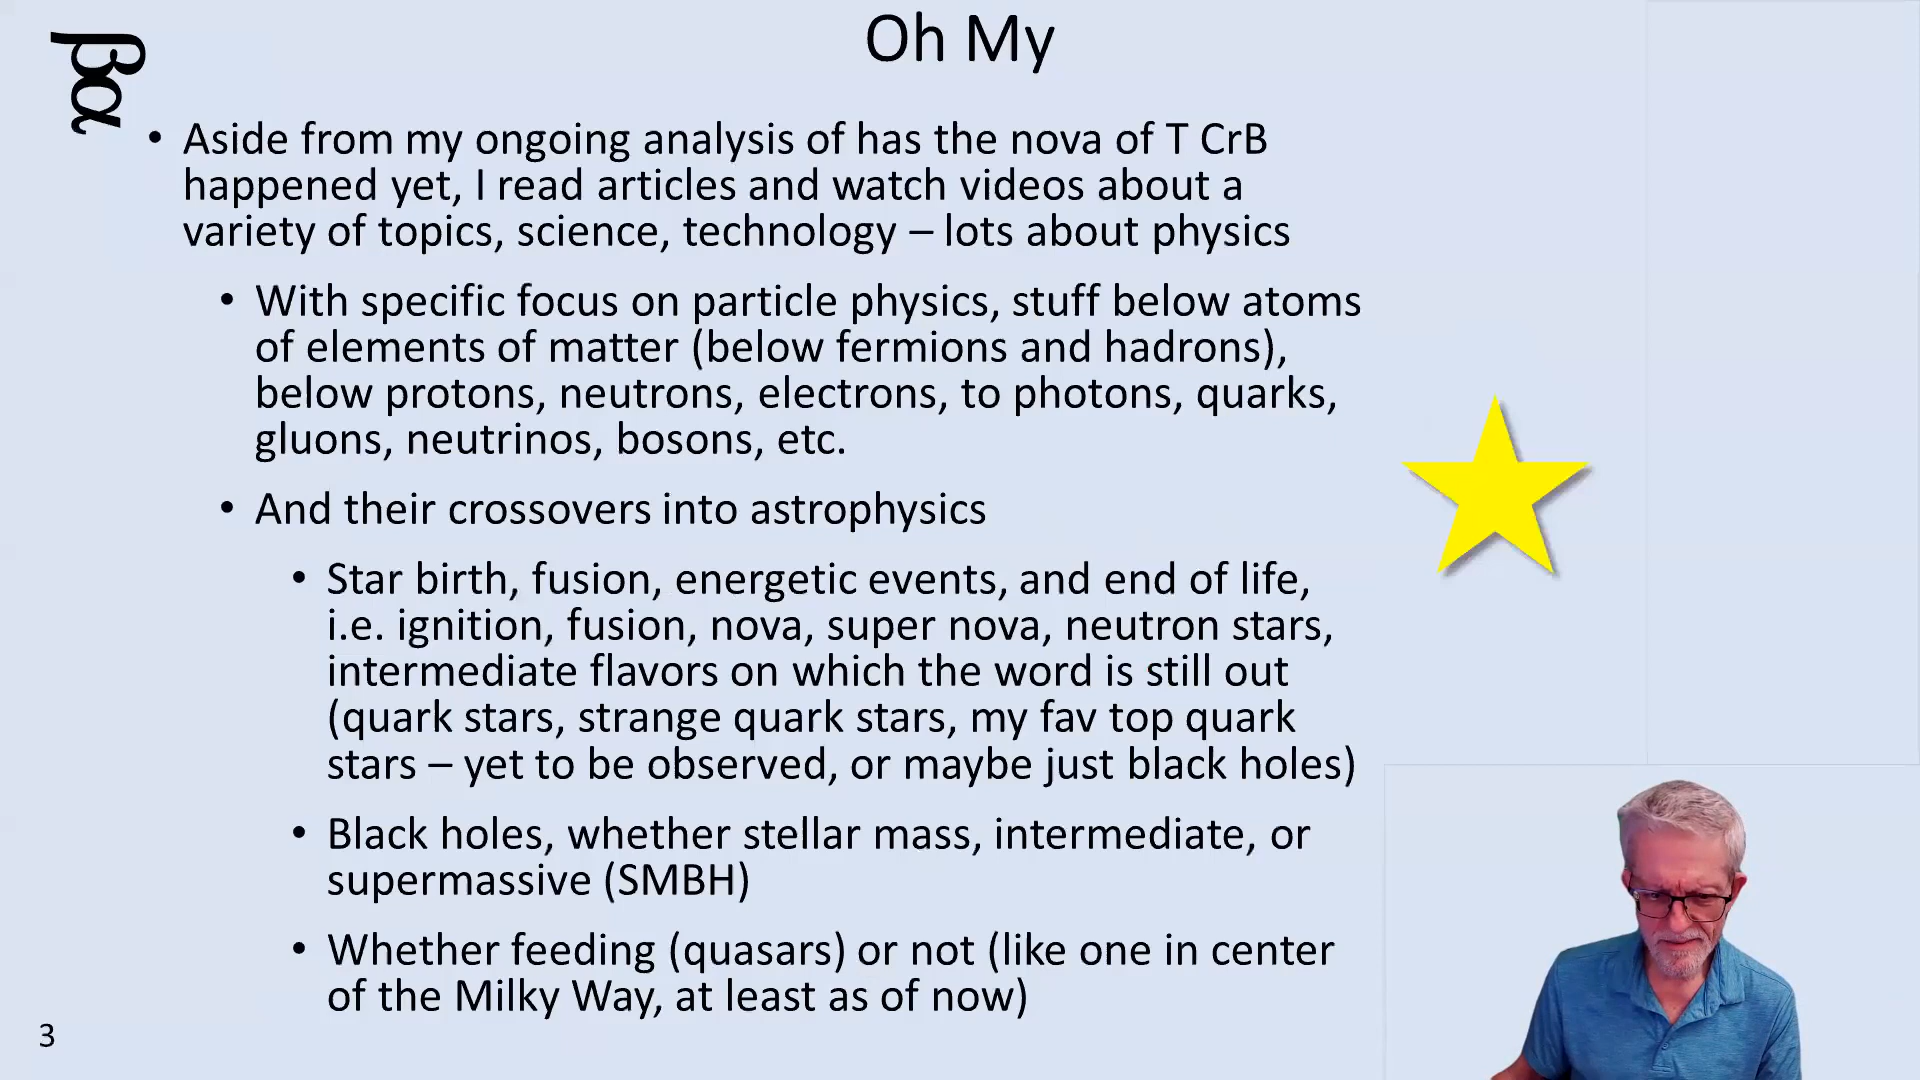 Oh My
βα
• Aside from my ongoing analysis of has the nova of T CrB
happened yet, I read articles and watch videos about a
variety of topics, science, technology – lots about physics
• With specific focus on particle physics, stuff below atoms
of elements of matter (below fermions and hadrons),
below protons, neutrons, electrons, to photons, quarks,
gluons, neutrinos, bosons, etc.
• And their crossovers into astrophysics
• Star birth, fusion, energetic events, and end of life,
i.e. ignition, fusion, nova, super nova, neutron stars,
intermediate flavors on which the word is still out
(quark stars, strange quark stars, my fav top quark
stars – yet to be observed, or maybe just black holes)
• Black holes, whether stellar mass, intermediate, or
supermassive (SMBH)
• Whether feeding (quasars) or not (like one in center
of the Milky Way, at least as of now)
3